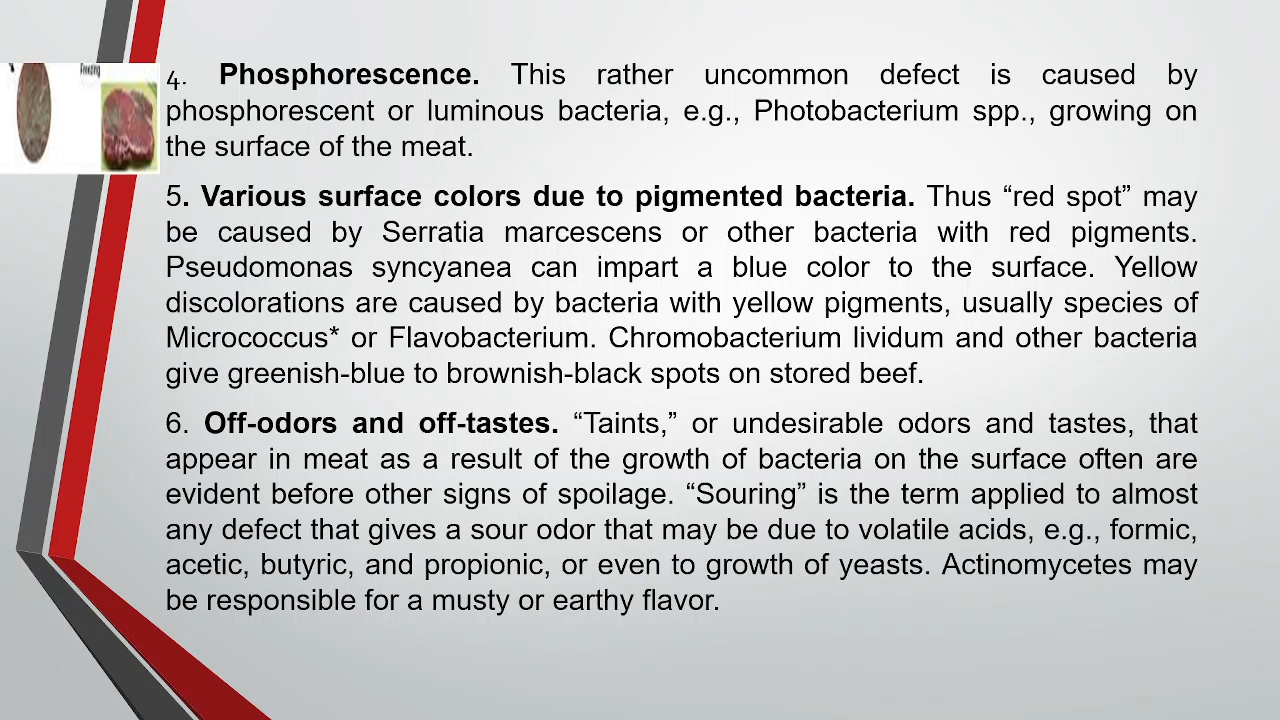 Freeding
4. Phosphorescence. This rather uncommon defect is caused by
phosphorescent or luminous bacteria, e.g., Photobacterium spp., growing on
the surface of the meat.
5. Various surface colors due to pigmented bacteria. Thus “red spot” may
be caused by Serratia marcescens or other bacteria with red pigments.
Pseudomonas syncyanea can impart a blue color to the surface. Yellow
discolorations are caused by bacteria with yellow pigments, usually species of
Micrococcus* or Flavobacterium. Chromobacterium lividum and other bacteria
give greenish-blue to brownish-black spots on stored beef.
6. Off-odors and off-tastes. “Taints,” or undesirable odors and tastes, that
appear in meat as a result of the growth of bacteria on the surface often are
evident before other signs of spoilage. “Souring” is the term applied to almost
any defect that gives a sour odor that may be due to volatile acids, e.g., formic,
acetic, butyric, and propionic, or even to growth of yeasts. Actinomycetes may
be responsible for a musty or earthy flavor.